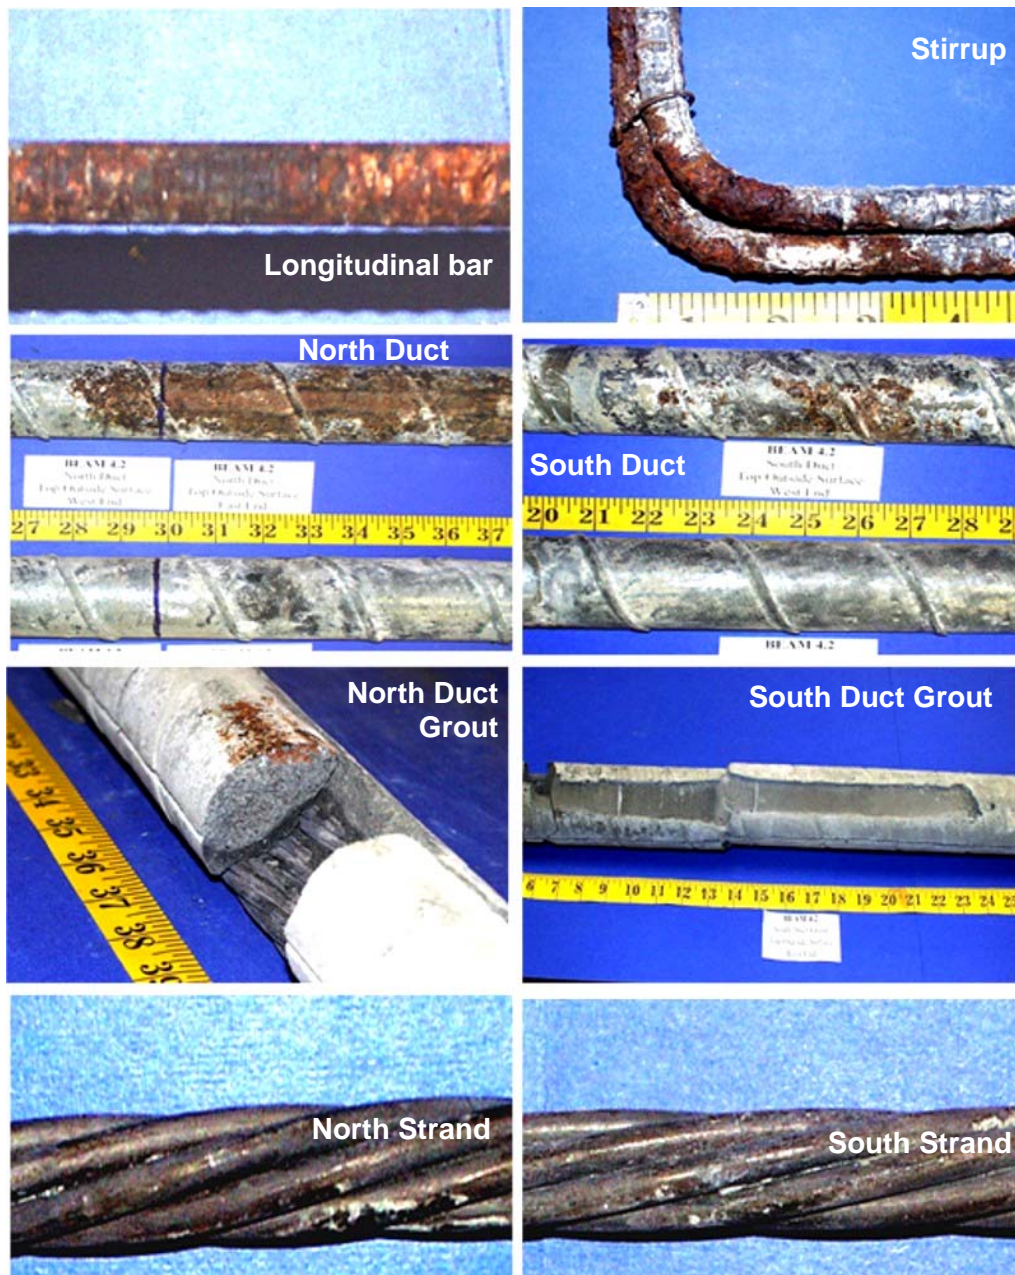 Longitudinal bar
Stirrup
North Duct
BEAM 4.2
North Duct
Top Outside Surface
West End
BEAM 4.2
North Duct
Top Outside Surface
East End
27 28 29 30 31 32 33 34 35 36 37
South Duct
BEAM 4.2
South Duct
Top Outside Surface
West End
20 21 22 23 24 25 26 27 28
BEAM 4.2
North Duct
Grout
33 34 35 36 37 38
South Duct Grout
6 7 8 9 10 11 12 13 14 15 16 17 18 19 20 21 22 23 24 25
BEAM 4.2
North Strand
South Strand